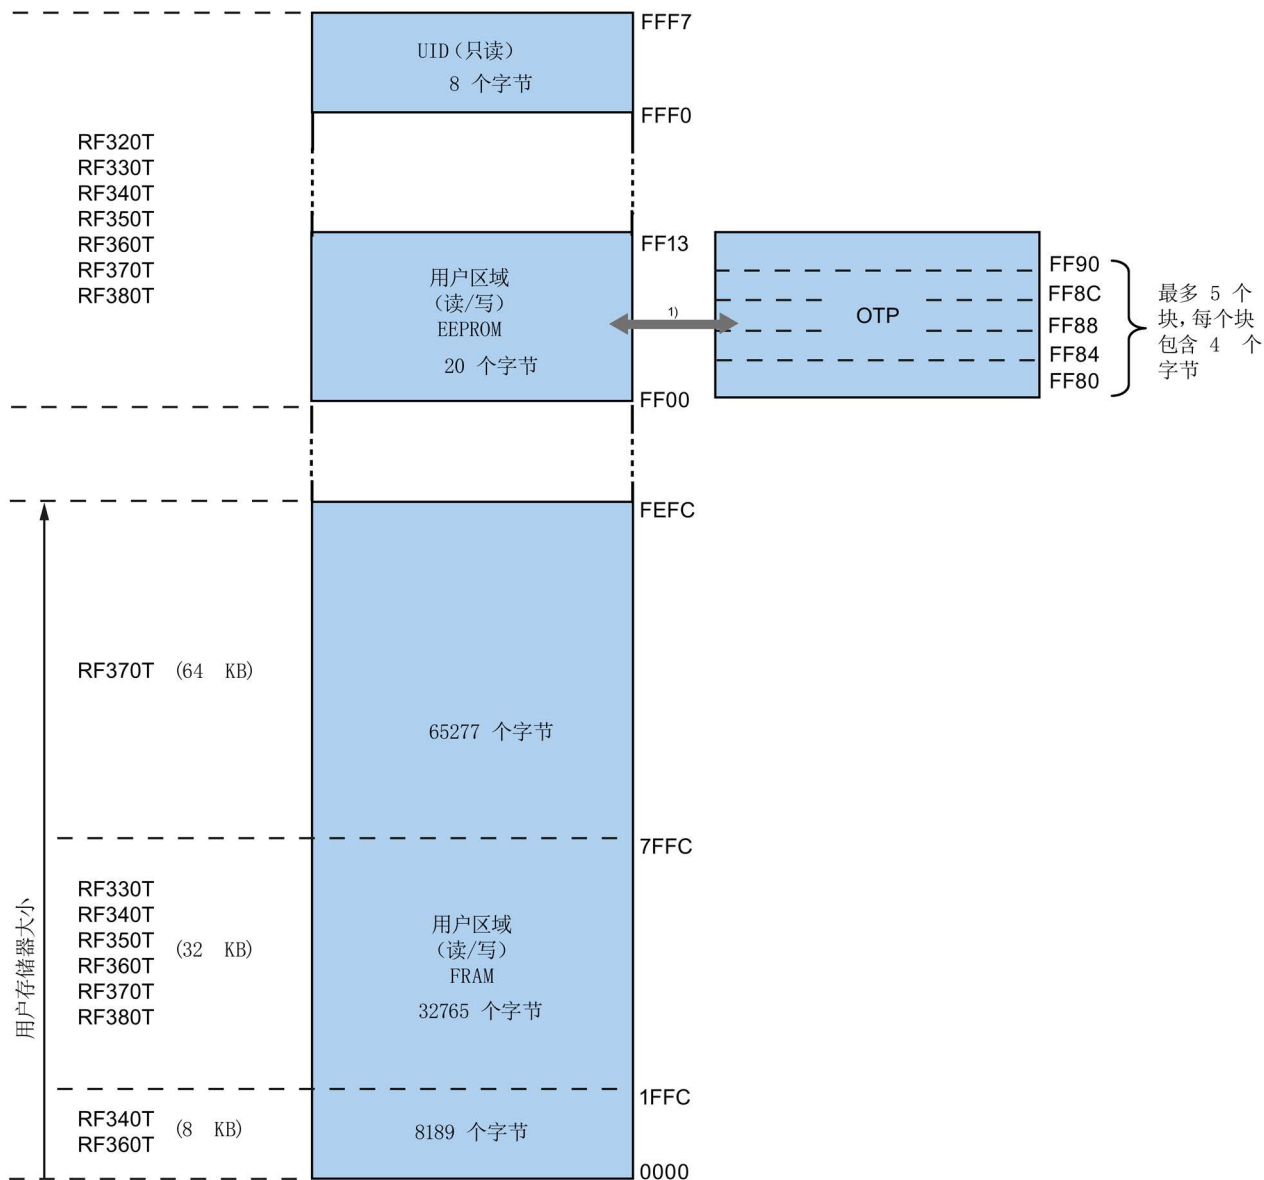 FFF7
UID(只读)
8 个字节
FFF0
RF320T
RF330T
RF340T
RF350T
RF360T
RF370T
RF380T
FF13
用户区域
(读/写)
EEPROM
20 个字节
FF00
1)
OTP
FF90
FF8C
FF88
FF84
FF80
最多 5 个
块,每个块
包含 4 个
字节
FEFC
RF370T (64 KB)
65277 个字节
7FFC
用户存储器大小
RF330T
RF340T
RF350T
RF360T
RF370T
RF380T
(32 KB)
用户区域
(读/写)
FRAM
32765 个字节
1FFC
RF340T
RF360T
(8 KB)
8189 个字节
0000